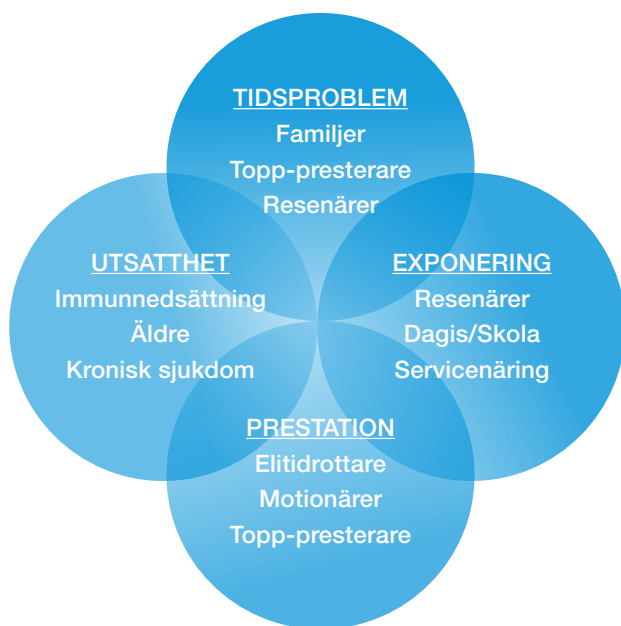 TIDSPROBLEM
Familjer
Topp-presterare
Resenärer
UTSATTHET
Immunnedsättning
Äldre
Kronisk sjukdom
EXPONERING
Resenärer
Dagis/Skola
Servicenäring
PRESTATION
Elitidrottare
Motionärer
Topp-presterare